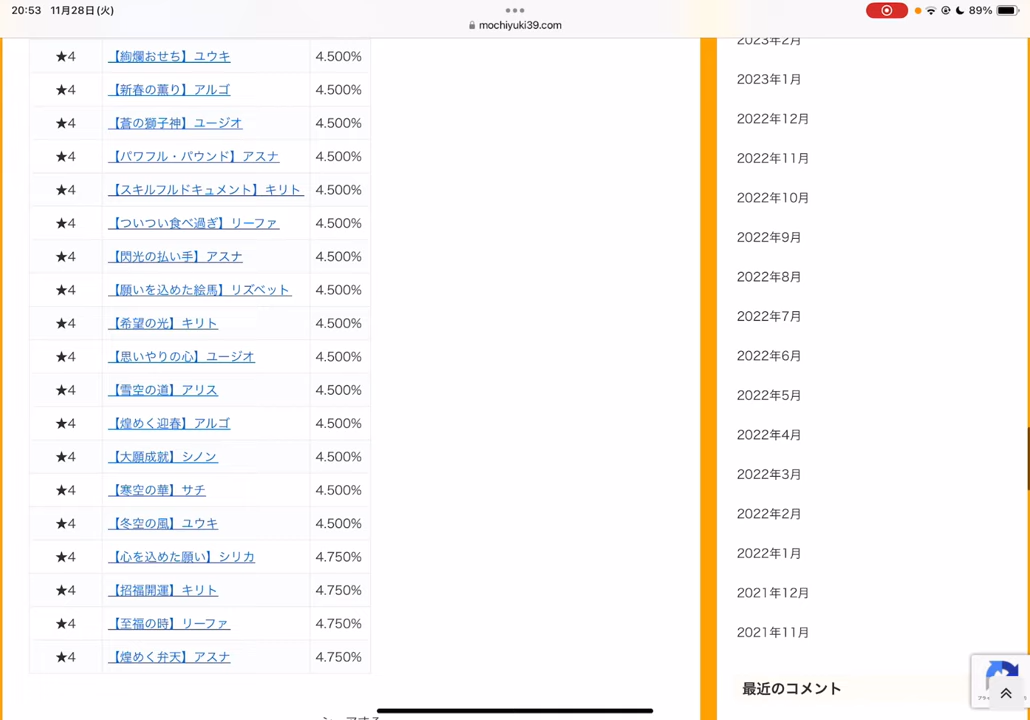 20:53 11月28日(火)
89%
mochiyuki39.com
★4 【絢爛おせち】ユウキ 4.500%
★4 【新春の薫り】アルゴ 4.500%
★4 【蒼の獅子神】ユージオ 4.500%
★4 【パワフル・パウンド】アスナ 4.500%
★4 【スキルフルドキュメント】キリト 4.500%
★4 【ついつい食べ過ぎ】リーファ 4.500%
★4 【閃光の払い手】アスナ 4.500%
★4 【願いを込めた絵馬】リズベット 4.500%
★4 【希望の光】キリト 4.500%
★4 【思いやりの心】ユージオ 4.500%
★4 【雪空の道】アリス 4.500%
★4 【煌めく迎春】アルゴ 4.500%
★4 【大願成就】シノン 4.500%
★4 【寒空の華】サチ 4.500%
★4 【冬空の風】ユウキ 4.500%
★4 【心を込めた願い】シリカ 4.750%
★4 【招福開運】キリト 4.750%
★4 【至福の時】リーファ 4.750%
★4 【煌めく弁天】アスナ 4.750%
シェアする
2023年2月
2023年1月
2022年12月
2022年11月
2022年10月
2022年9月
2022年8月
2022年7月
2022年6月
2022年5月
2022年4月
2022年3月
2022年2月
2022年1月
2021年12月
2021年11月
最近のコメント